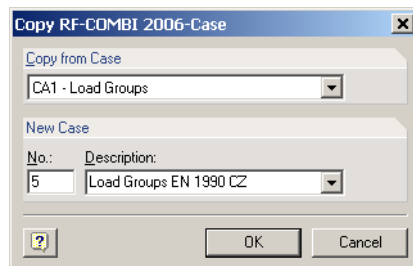 Copy RF-COMBI 2006-Case
Copy from Case
CA1 - Load Groups
New Case
No.: Description:
5 Load Groups EN 1990 CZ
OK Cancel